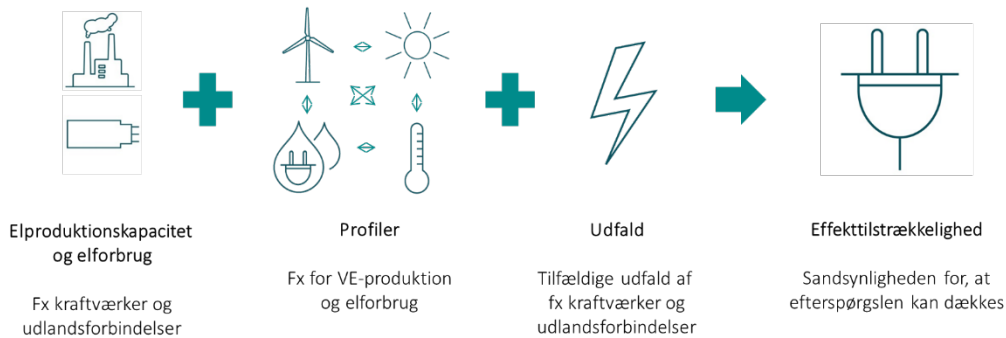 Elproduktionskapacitet
og elforbrug
Fx kraftværker og
udlandsforbindelser
Profiler
Fx for VE-produktion
og elforbrug
Udfald
Tilfældige udfald af
fx kraftværker og
udlandsforbindelser
Effekttilstrækkelighed
Sandsynligheden for, at
efterspørgslen kan dækkes